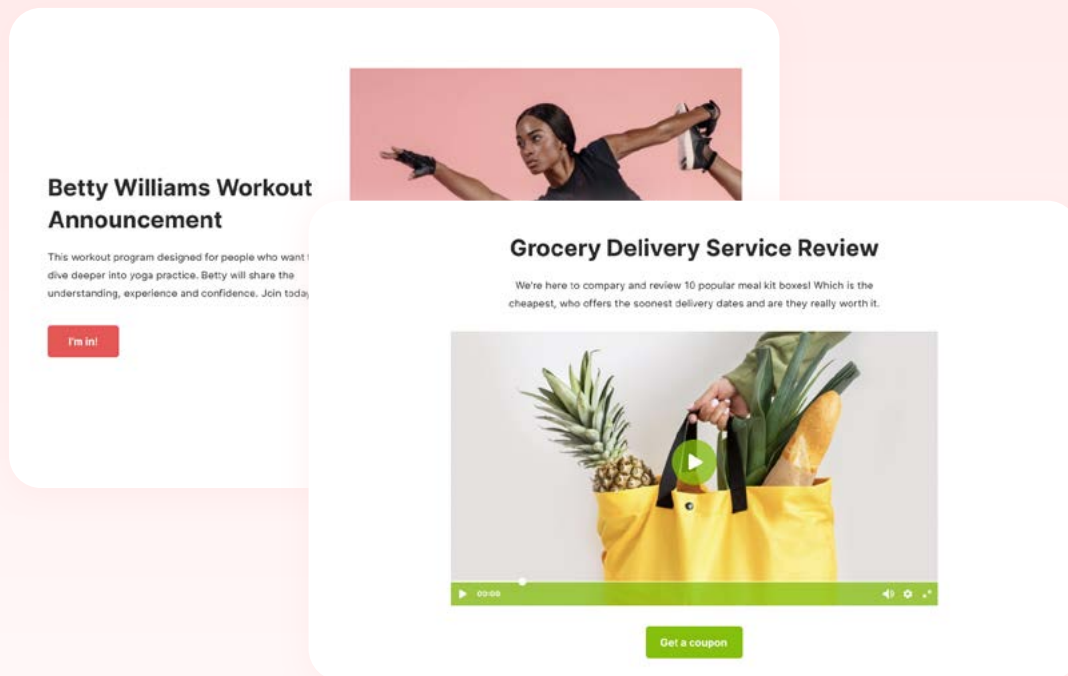 Betty Williams Workout
Announcement
This workout program designed for people who want
dive deeper into yoga practice. Betty will share the
understanding, experience and confidence. Join today
I'm in!
Grocery Delivery Service Review
We're here to compary and review 10 popular meal kit boxes! Which is the
cheapest, who offers the soonest delivery dates and are they really worth it.
00:00
Get a coupon